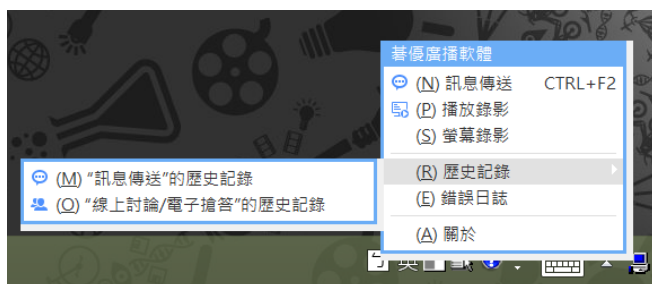 碁優廣播軟體
(N) 訊息傳送 CTRL+F2
(P) 播放錄影
(S) 螢幕錄影
(R) 歷史記錄
(E) 錯誤日誌
(A) 關於
(M) “訊息傳送”的歷史記錄
(O) “線上討論/電子搶答”的歷史記錄
ㄅ 英